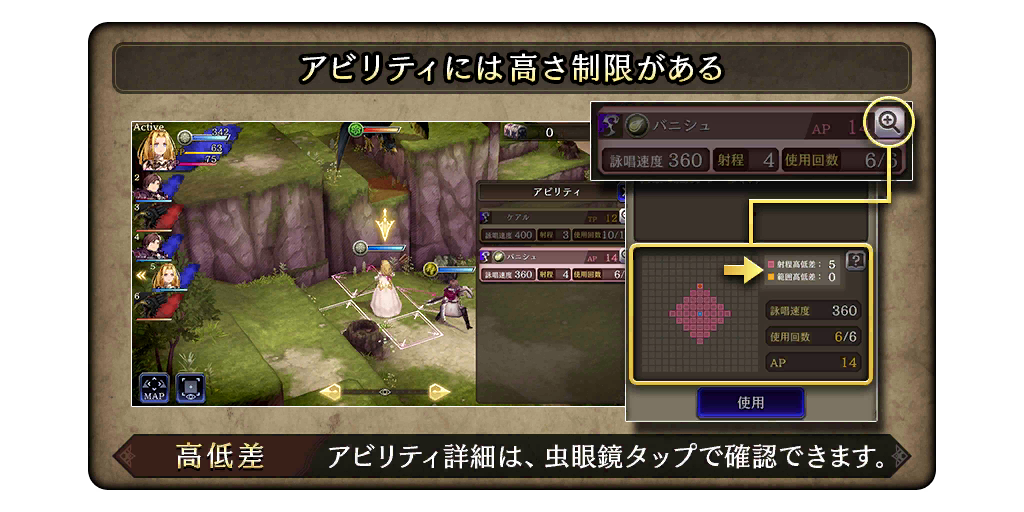 アビリティには高さ制限がある
Active
342
TP 63
75
2
3
4
5
6
0
アビリティ
ケアル TP 12
詠唱速度 400 射程 3 使用回数 10/1
バニシュ AP 14
詠唱速度 360 射程 4 使用回数 6/
MAP
バニシュ AP 1
詠唱速度 360 射程 4 使用回数 6/6
射程高低差: 5
範囲高低差: 0
?
詠唱速度 360
使用回数 6/6
AP 14
使用
高低差 アビリティ詳細は、虫眼鏡タップで確認できます。